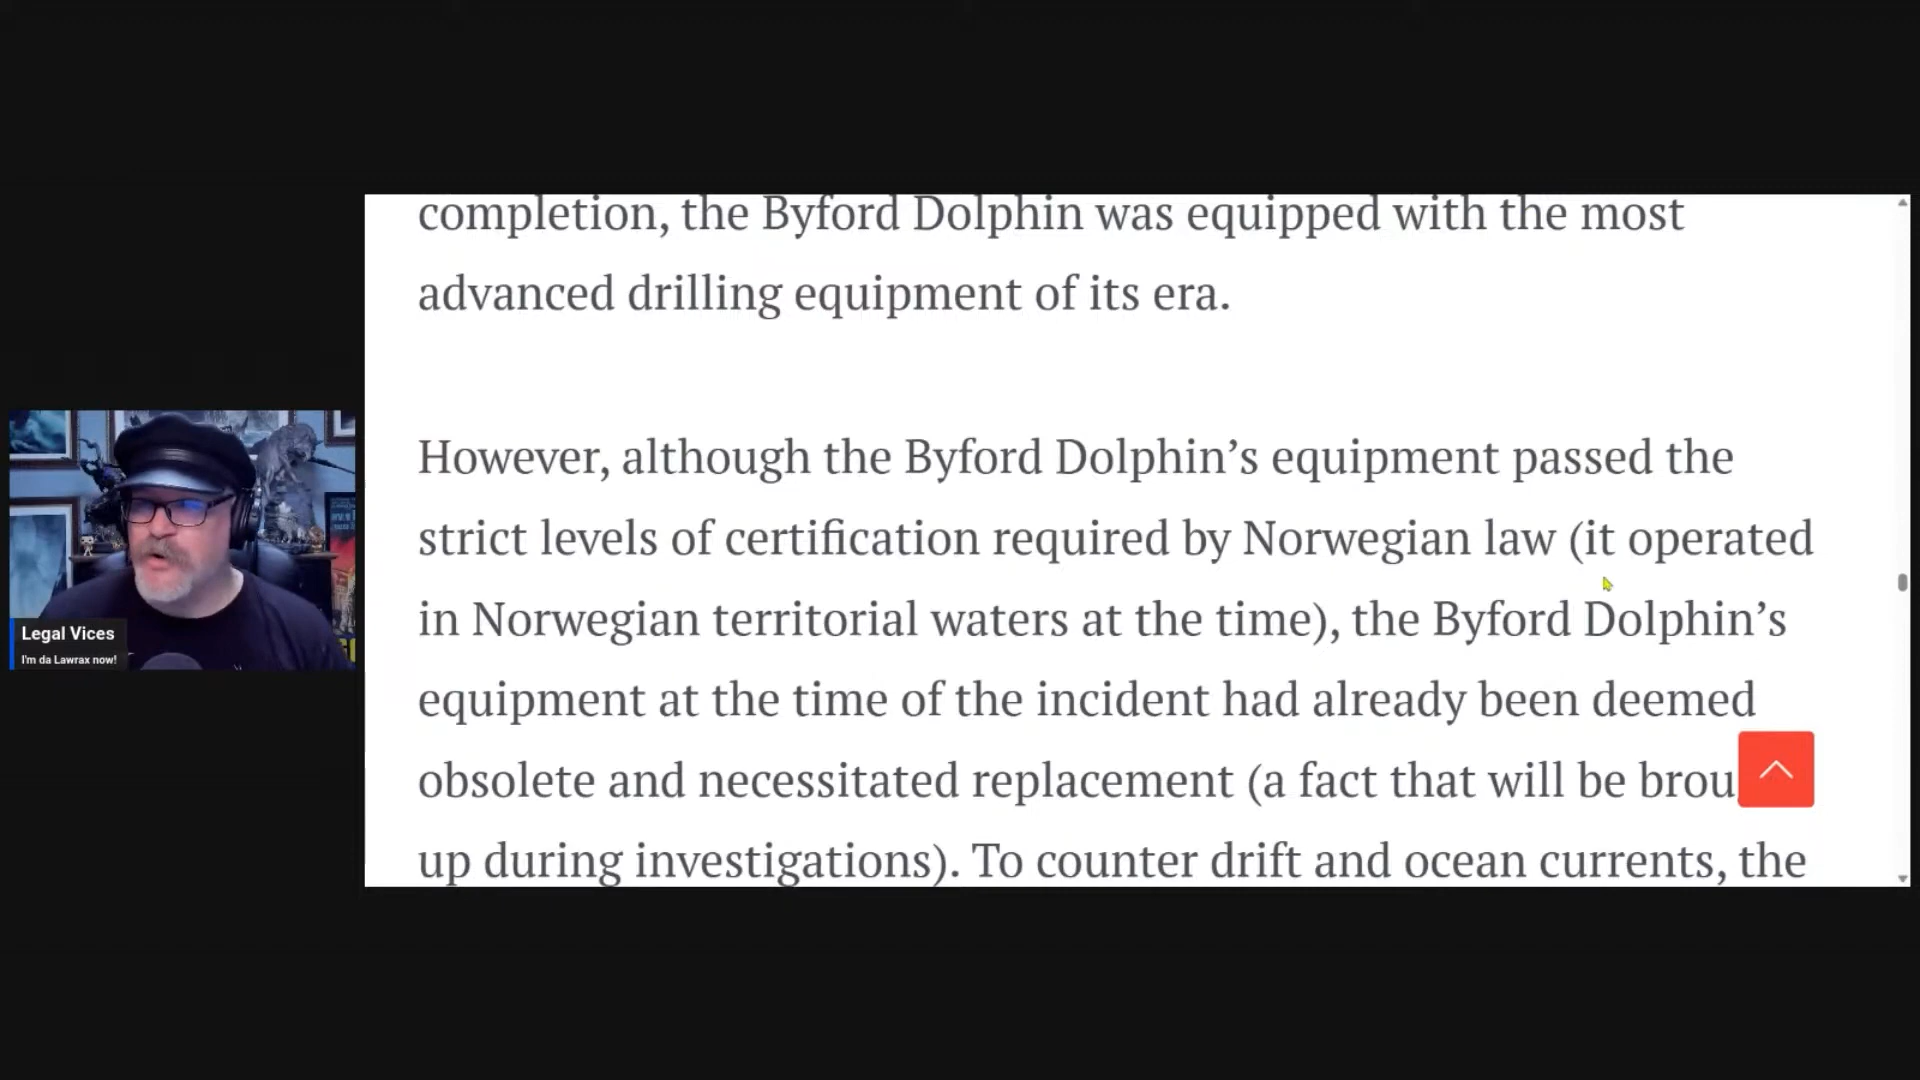 completion, the Byford Dolphin was equipped with the most
advanced drilling equipment of its era.
However, although the Byford Dolphin’s equipment passed the
strict levels of certification required by Norwegian law (it operated
in Norwegian territorial waters at the time), the Byford Dolphin’s
equipment at the time of the incident had already been deemed
obsolete and necessitated replacement (a fact that will be brou
up during investigations). To counter drift and ocean currents, the
Legal Vices
I'm da Lawrax now!